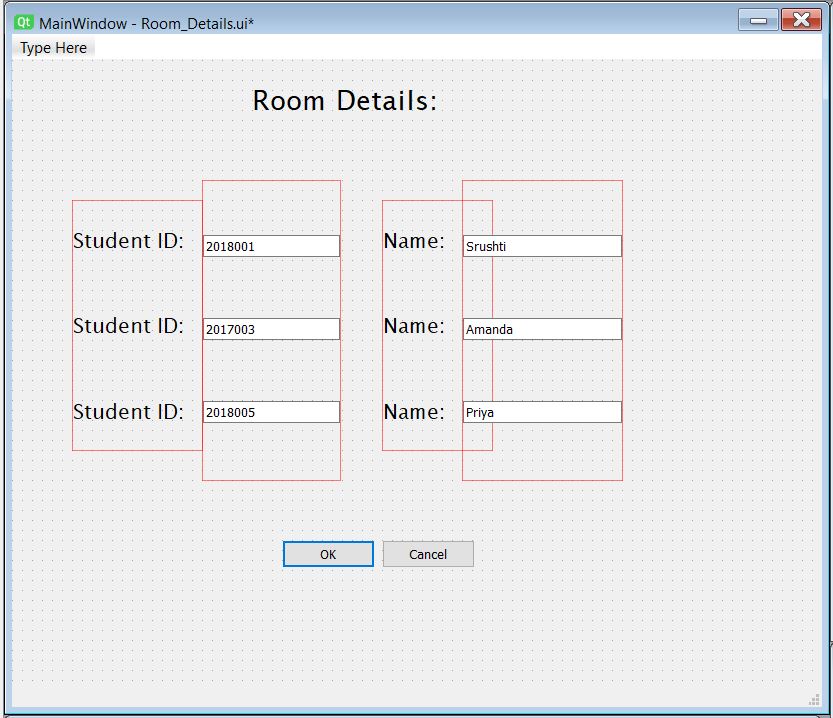 Qt MainWindow - Room_Details.ui*
Type Here
Room Details:
Student ID: 2018001 Name: Srushti
Student ID: 2017003 Name: Amanda
Student ID: 2018005 Name: Priya
OK Cancel